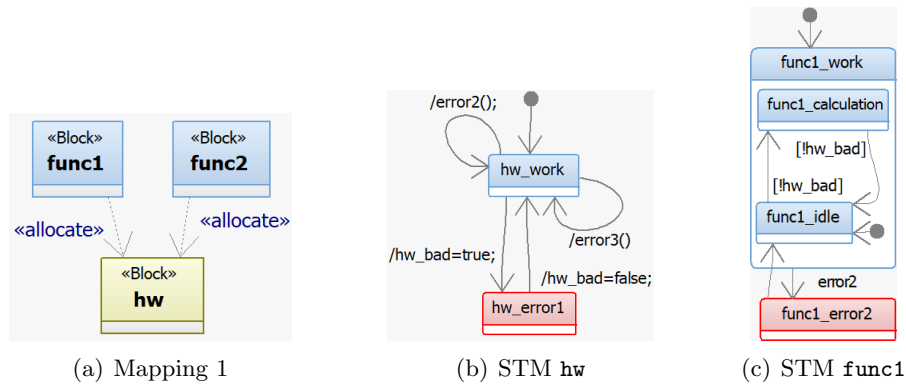 «Block»
func1
«Block»
func2
«allocate»
«allocate»
«Block»
hw
(a) Mapping 1
/error2();
hw_work
/error3()
/hw_bad=true;
/hw_bad=false;
hw_error1
(b) STM hw
func1_work
func1_calculation
[!hw_bad]
[!hw_bad]
func1_idle
error2
func1_error2
(c) STM func1